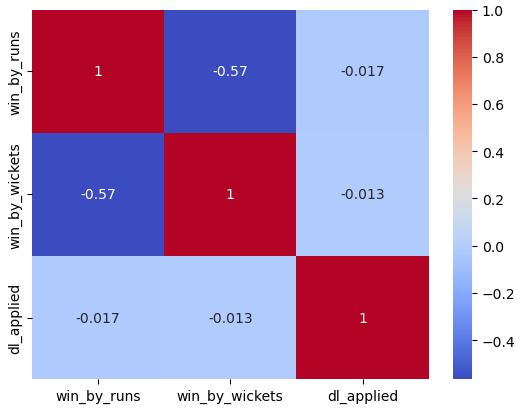 win_by_runs
1
-0.57
-0.017
win_by_wickets
-0.57
1
-0.013
dl_applied
-0.017
-0.013
1
win_by_runs
win_by_wickets
dl_applied
1.0
0.8
0.6
0.4
0.2
0.0
−0.2
−0.4